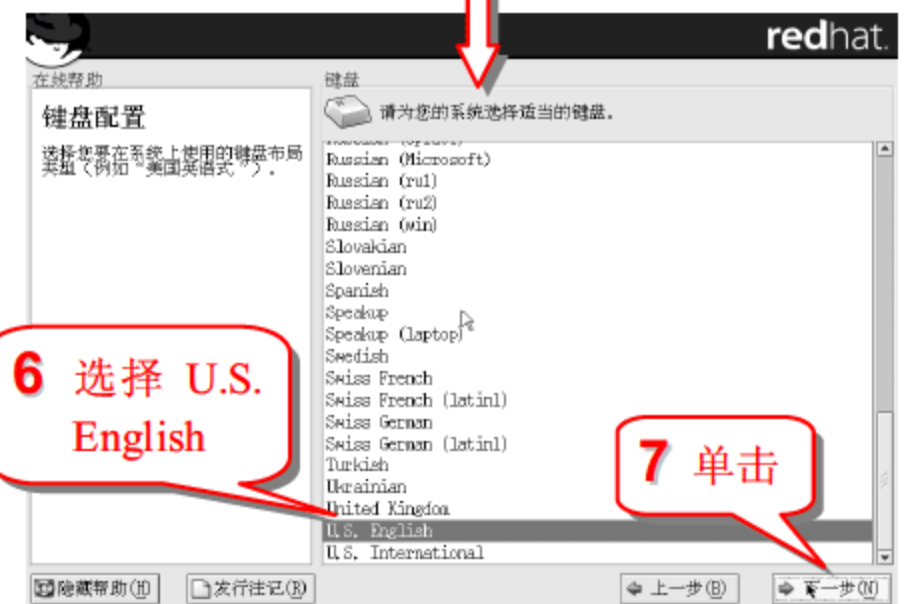 redhat.
在线帮助
键盘配置
选择您要在系统上使用的键盘布局
类型(例如“美国英语式”).
键盘
请为您的系统选择适当的键盘.
Russian (Microsoft)
Russian (ru1)
Russian (ru2)
Russian (win)
Slovakian
Slovenian
Spanish
Speakup
Speakup (laptop)
Swedish
Swiss French
Swiss French (latin1)
Swiss German
Swiss German (latin1)
Turkish
Ukrainian
United Kingdom
U.S. English
U.S. International
6 选择 U.S.
English
7 单击
隐藏帮助(H)
发行注记(R)
上一步(B)
下一步(N)